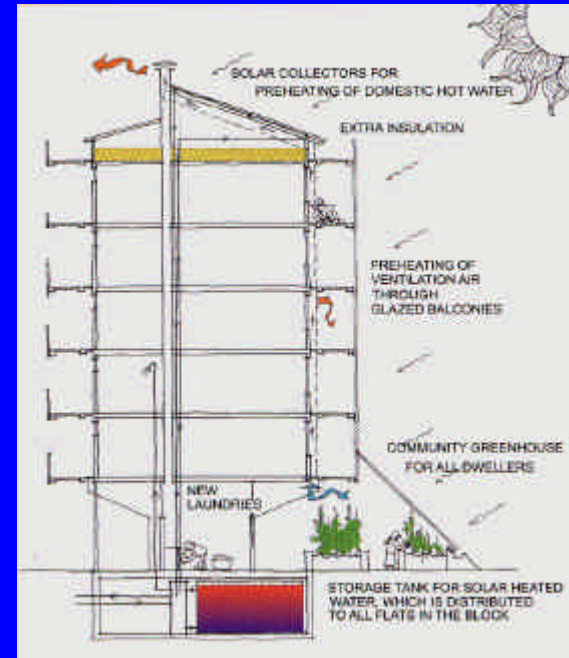 SOLAR COLLECTORS FOR
PREHEATING OF DOMESTIC HOT WATER
EXTRA INSULATION
PREHEATING OF
VENTILATION AIR
THROUGH
GLAZED BALCONIES
COMMUNITY GREENHOUSE
FOR ALL DWELLERS
NEW
LAUNDRIES
STORAGE TANK FOR SOLAR HEATED
WATER, WHICH IS DISTRIBUTED
TO ALL FLATS IN THE BLOCK